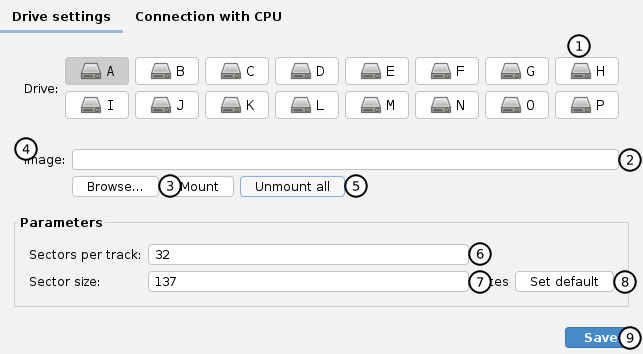 Drive settings Connection with CPU
1
A B C D E F G H
Drive:
I J K L M N O P
4
Image: 2
Browse... 3 Mount Unmount all 5
Parameters
Sectors per track: 32 6
Sector size: 137 7 Set default 8
Save 9